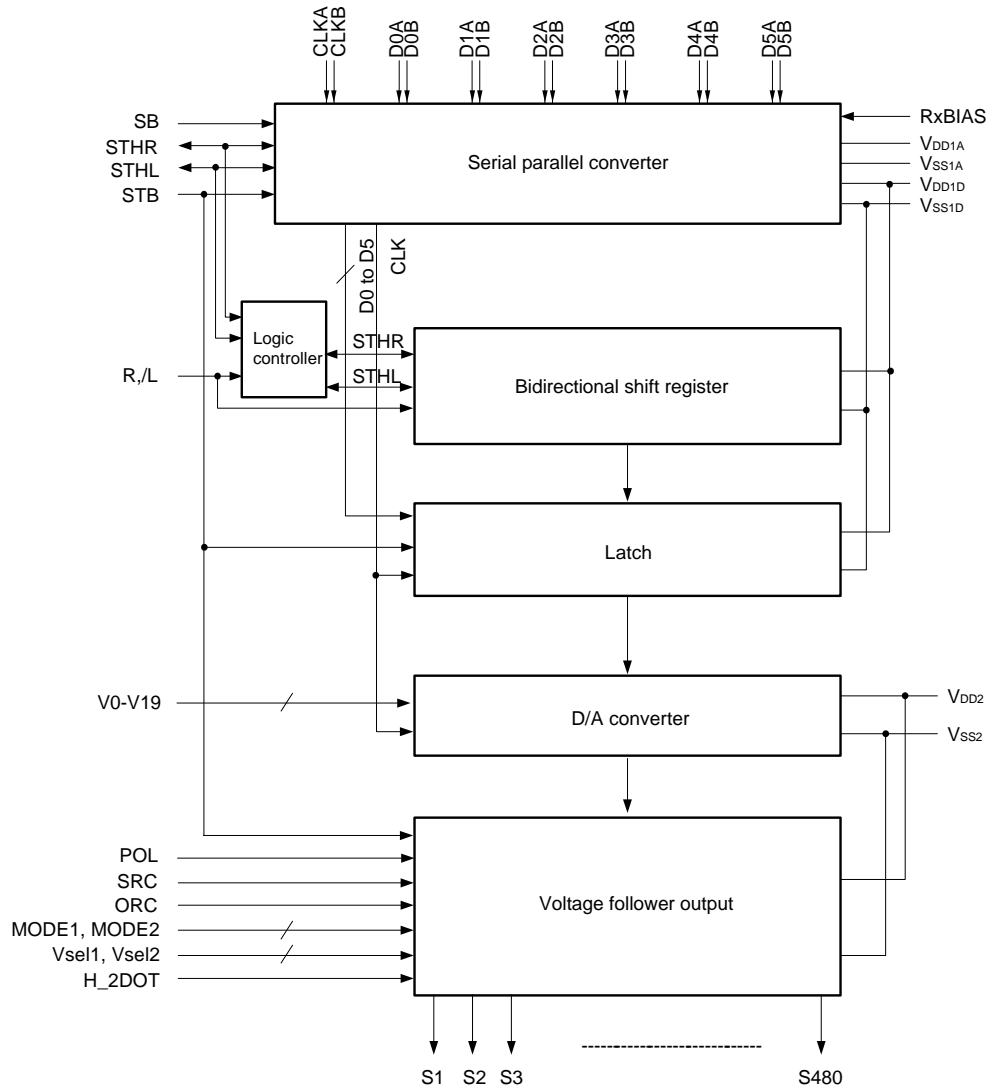 CLKA
CLKB
D0A
D0B
D1A
D1B
D2A
D2B
D3A
D3B
D4A
D4B
D5A
D5B
SB
STHR
STHL
STB
Serial parallel converter
RxBIAS
VDD1A
VSS1A
VDD1D
VSS1D
D0 to D5
CLK
Logic
controller
STHR
STHL
R,/L
Bidirectional shift register
Latch
V0-V19
D/A converter
VDD2
VSS2
POL
SRC
ORC
MODE1, MODE2
Vsel1, Vsel2
H_2DOT
Voltage follower output
S1
S2
S3
S480